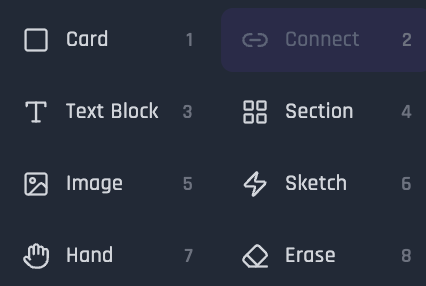 Card 1 Connect 2
Text Block 3 Section 4
Image 5 Sketch 6
Hand 7 Erase 8